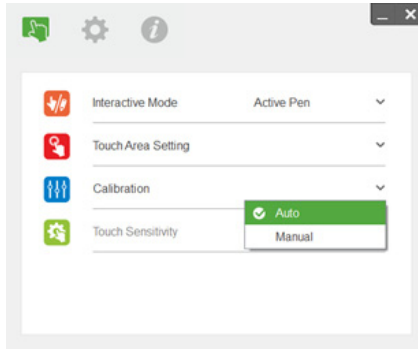 Interactive Mode Active Pen
Touch Area Setting
Calibration
Auto
Touch Sensitivity
Manual